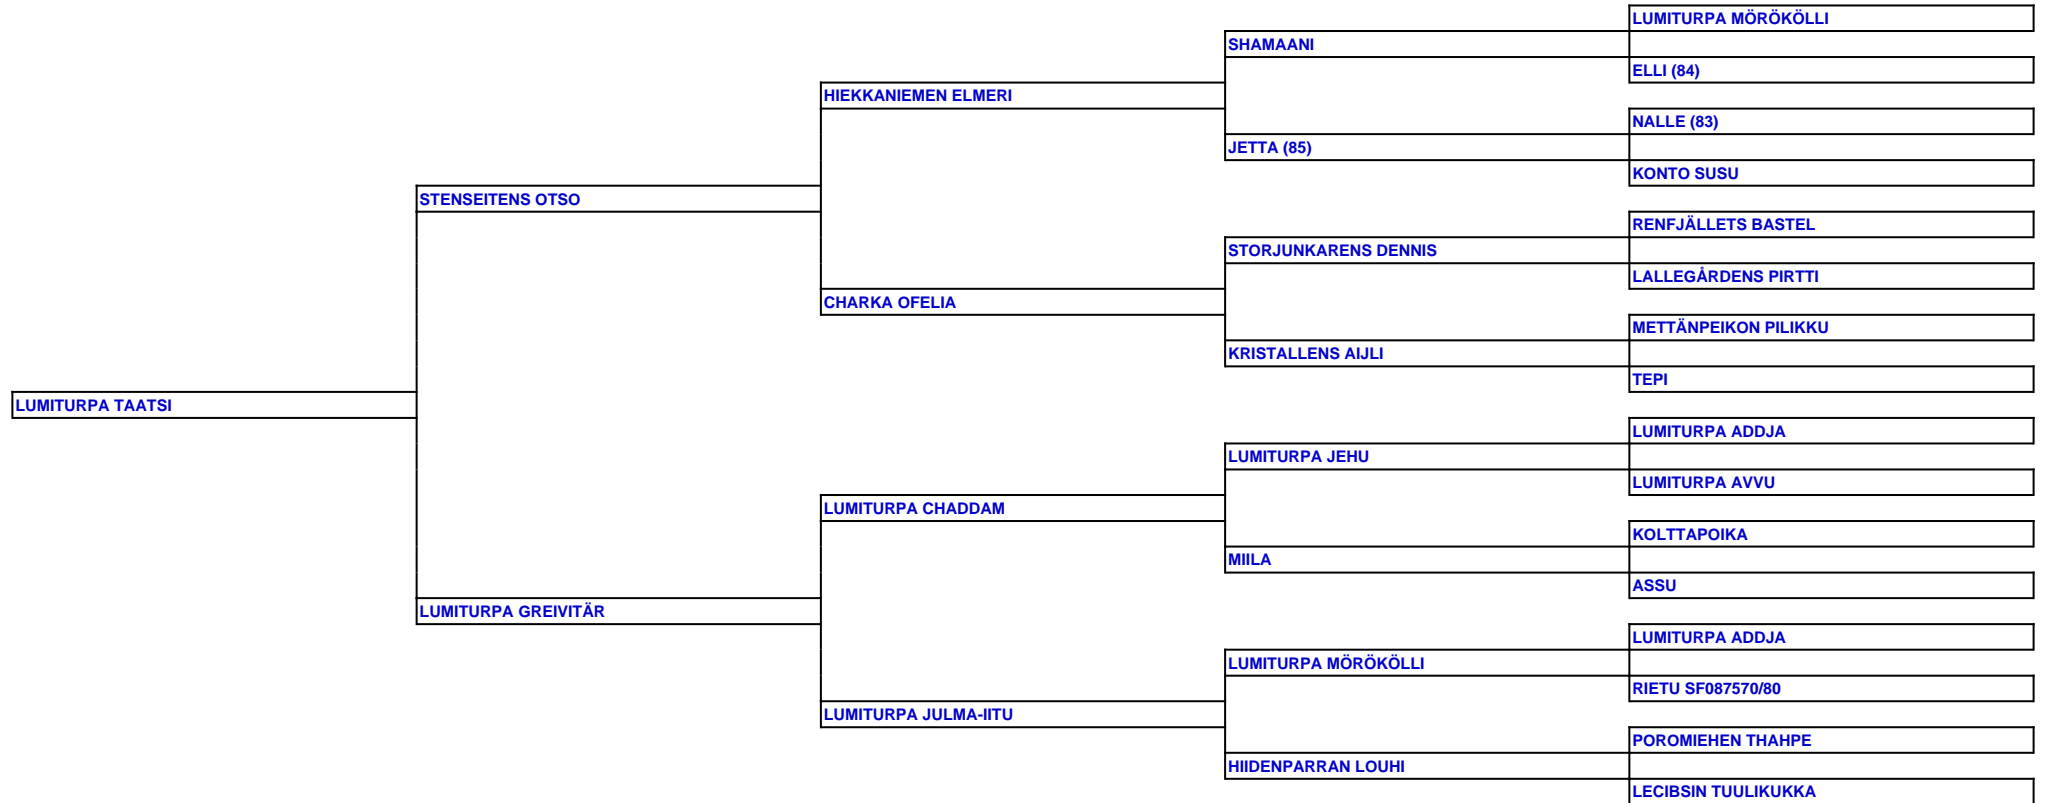 LUMITURPA MÖRÖKÖLLI
SHAMAANI
ELLI (84)
HIEKKANIEMEN ELMERI
NALLE (83)
JETTA (85)
KONTO SUSU
STENSEITENS OTSO
RENFJÄLLETS BASTEL
STORJUNKARENS DENNIS
LALLEGÅRDENS PIRTTI
CHARKA OFELIA
METTÄNPEIKON PILIKKU
KRISTALLENS AIJLI
TEPI
LUMITURPA TAATSI
LUMITURPA ADDJA
LUMITURPA JEHU
LUMITURPA AVVU
LUMITURPA CHADDAM
KOLTTAPOIKA
MIILA
ASSU
LUMITURPA GREIVITÄR
LUMITURPA ADDJA
LUMITURPA MÖRÖKÖLLI
RIETU SF087570/80
LUMITURPA JULMA-IITU
POROMIEHEN THAHPE
HIIDENPARRAN LOUHI
LECIBSIN TUULIKUKKA